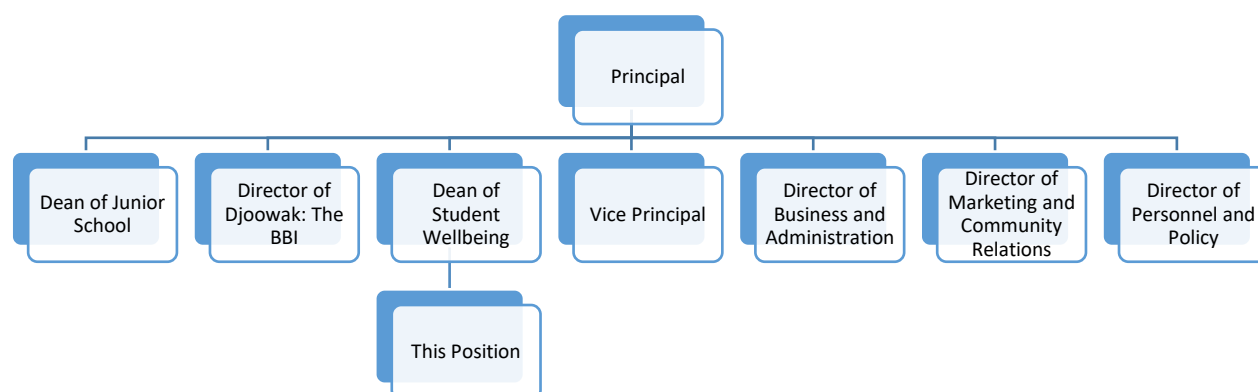 Principal
Dean of Junior
School
Director of
Djoowak: The
BBI
Dean of
Student
Wellbeing
Vice Principal
Director of
Business and
Administration
Director of
Marketing and
Community
Relations
Director of
Personnel and
Policy
This Position